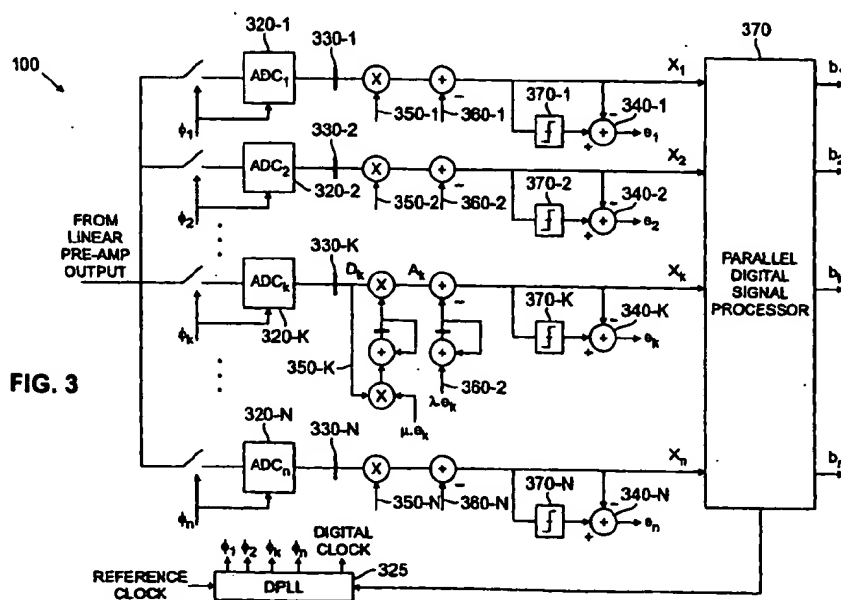 320-1
330-1
370
100
ADC₁
X
+
−
X₁
b₁
350-1
360-1
370-1
340-1
ϕ₁
−
+
+
e₁
330-2
ADC₂
X
+
−
X₂
b₂
320-2
350-2
360-2
370-2
340-2
ϕ₂
−
+
+
e₂
FROM
LINEAR
PRE-AMP
OUTPUT
330-K
PARALLEL
DIGITAL
SIGNAL
PROCESSOR
ADCₖ
Dₖ
X
Aₖ
+
−
Xₖ
bₖ
320-K
370-K
340-K
ϕₖ
+
+
−
+
+
eₖ
350-K
360-2
FIG. 3
X
λ.eₖ
μ.eₖ
320-N
330-N
ADCₙ
X
+
−
Xₙ
bₙ
350-N
360-N
370-N
340-N
ϕₙ
−
+
+
eₙ
ϕ₁ ϕ₂ ϕₖ ϕₙ
DIGITAL
CLOCK
325
REFERENCE
CLOCK
DPLL